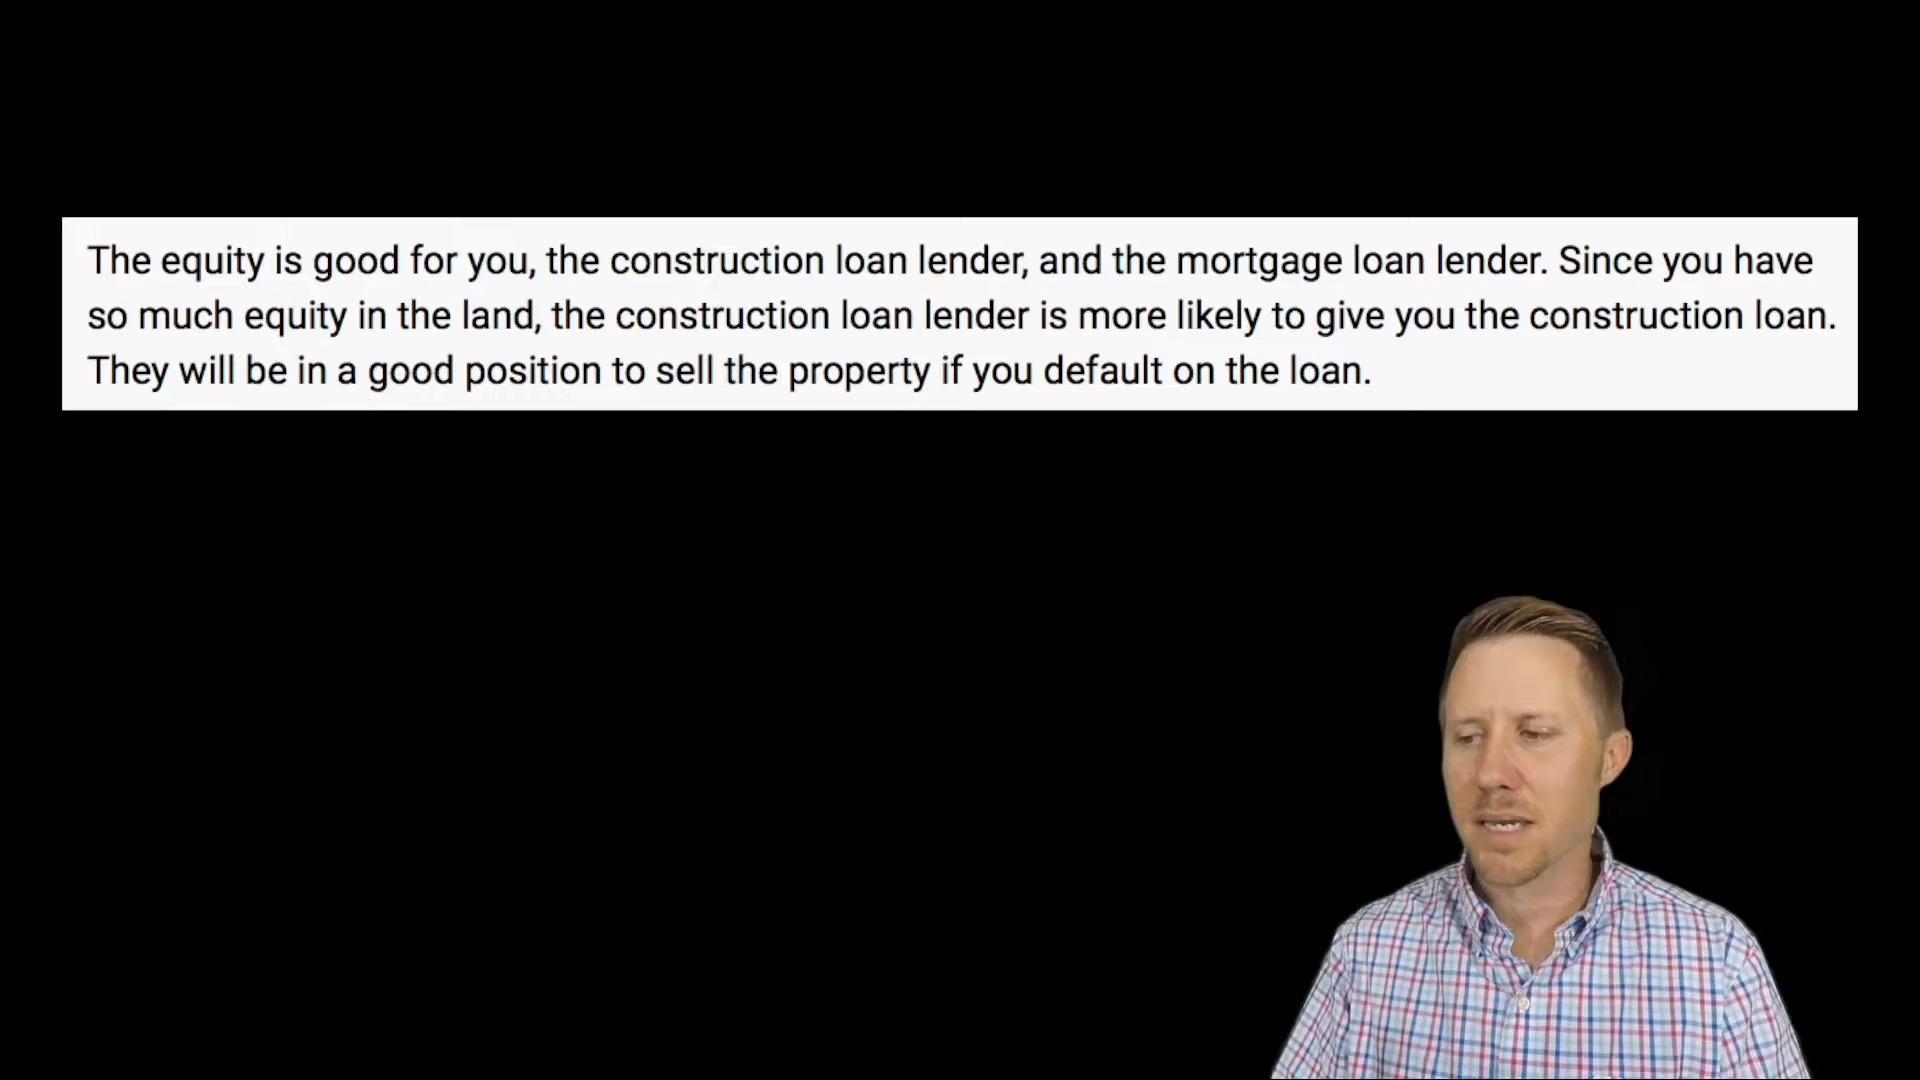 The equity is good for you, the construction loan lender, and the mortgage loan lender. Since you have
so much equity in the land, the construction loan lender is more likely to give you the construction loan.
They will be in a good position to sell the property if you default on the loan.